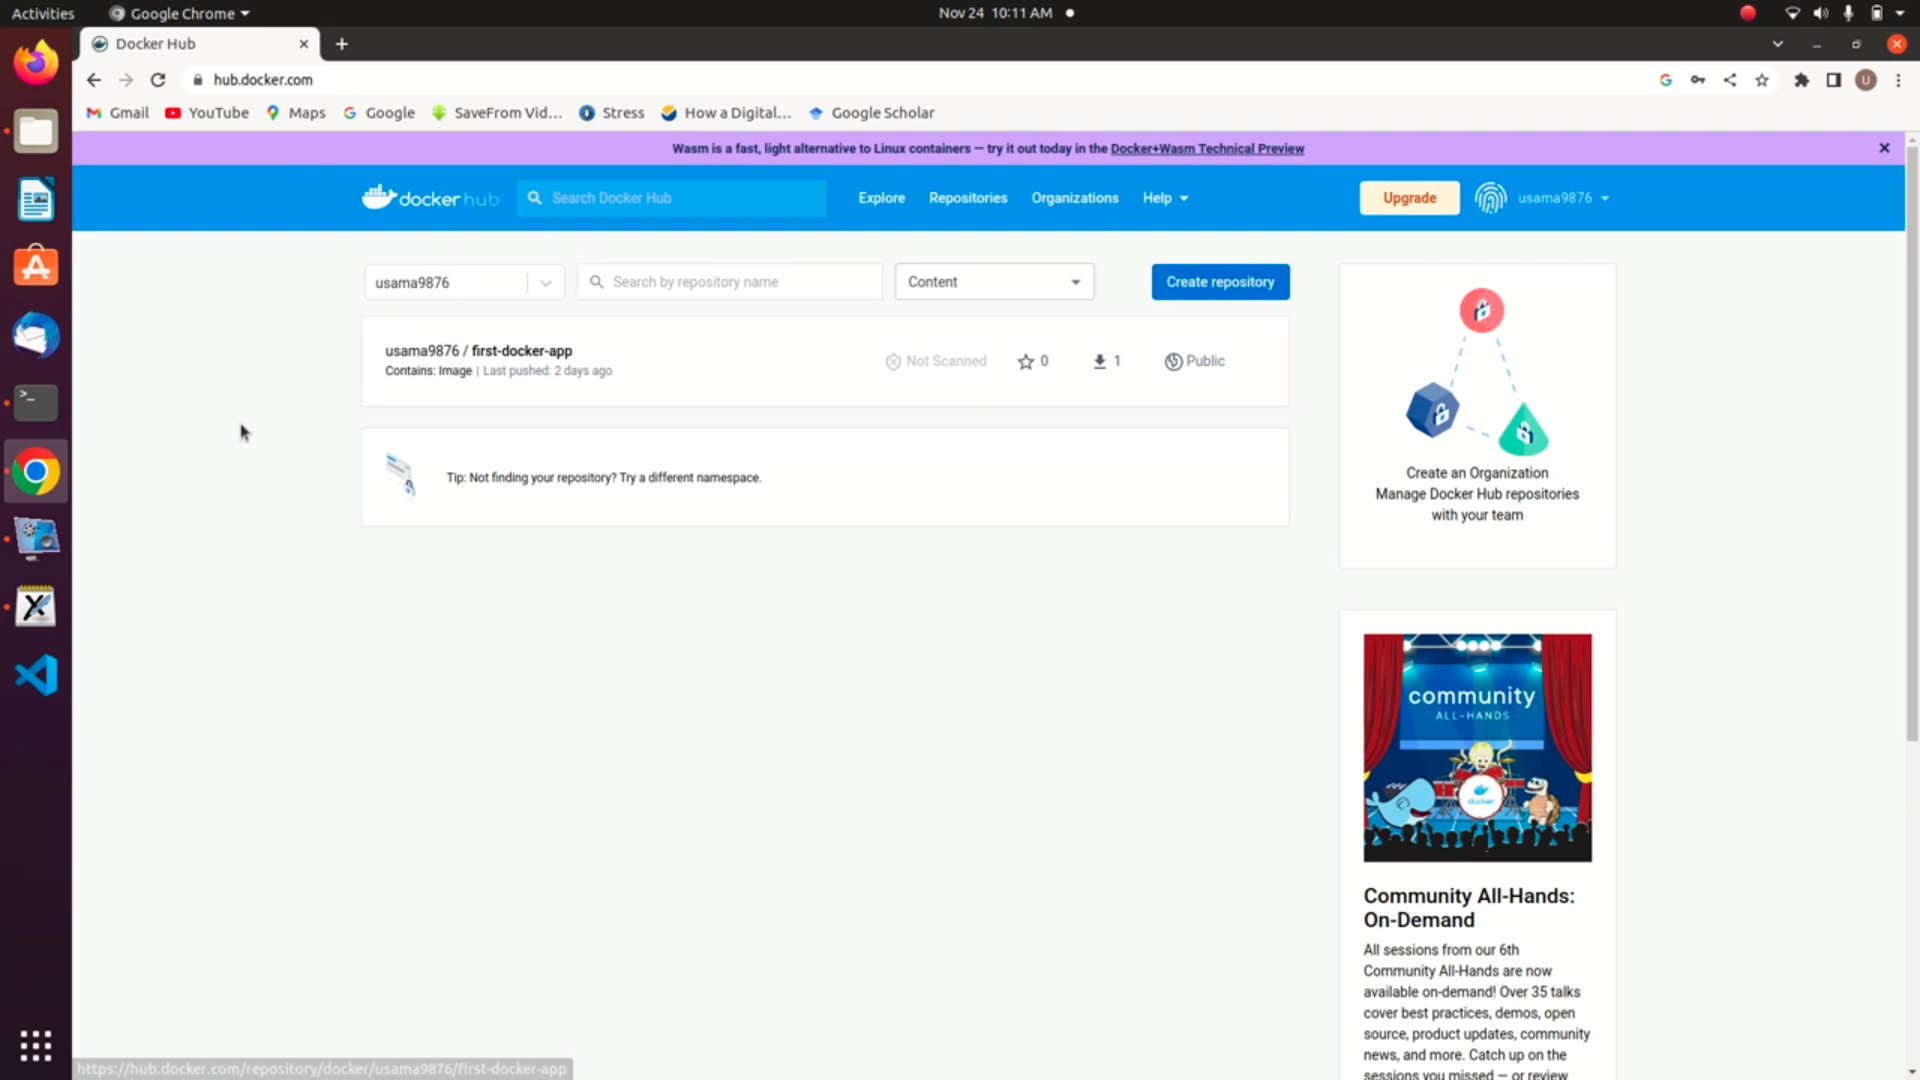 Activities
Google Chrome
Nov 24 10:11 AM
Docker Hub
hub.docker.com
U
Gmail
YouTube
Maps
Google
SaveFrom Vid...
Stress
How a Digital...
Google Scholar
Wasm is a fast, light alternative to Linux containers — try it out today in the Docker+Wasm Technical Preview
dockerhub
Search Docker Hub
Explore
Repositories
Organizations
Help
Upgrade
usama9876
usama9876
Search by repository name
Content
Create repository
usama9876 / first-docker-app
Contains: Image | Last pushed: 2 days ago
Not Scanned
0
1
Public
Tip: Not finding your repository? Try a different namespace.
Create an Organization
Manage Docker Hub repositories
with your team
community
ALL-HANDS
docker
Community All-Hands:
On-Demand
All sessions from our 6th
Community All-Hands are now
available on-demand! Over 35 talks
cover best practices, demos, open
source, product updates, community
news, and more. Catch up on the
sessions you missed — or review
https://hub.docker.com/repository/docker/usama9876/first-docker-app